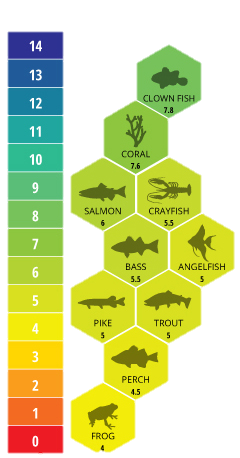 14
13
12
11
10
9
8
7
6
5
4
3
2
1
0
CLOWN FISH
7.8
CORAL
7.6
SALMON
6
CRAYFISH
5.5
BASS
5.5
ANGELFISH
5
PIKE
5
TROUT
5
PERCH
4.5
FROG
4